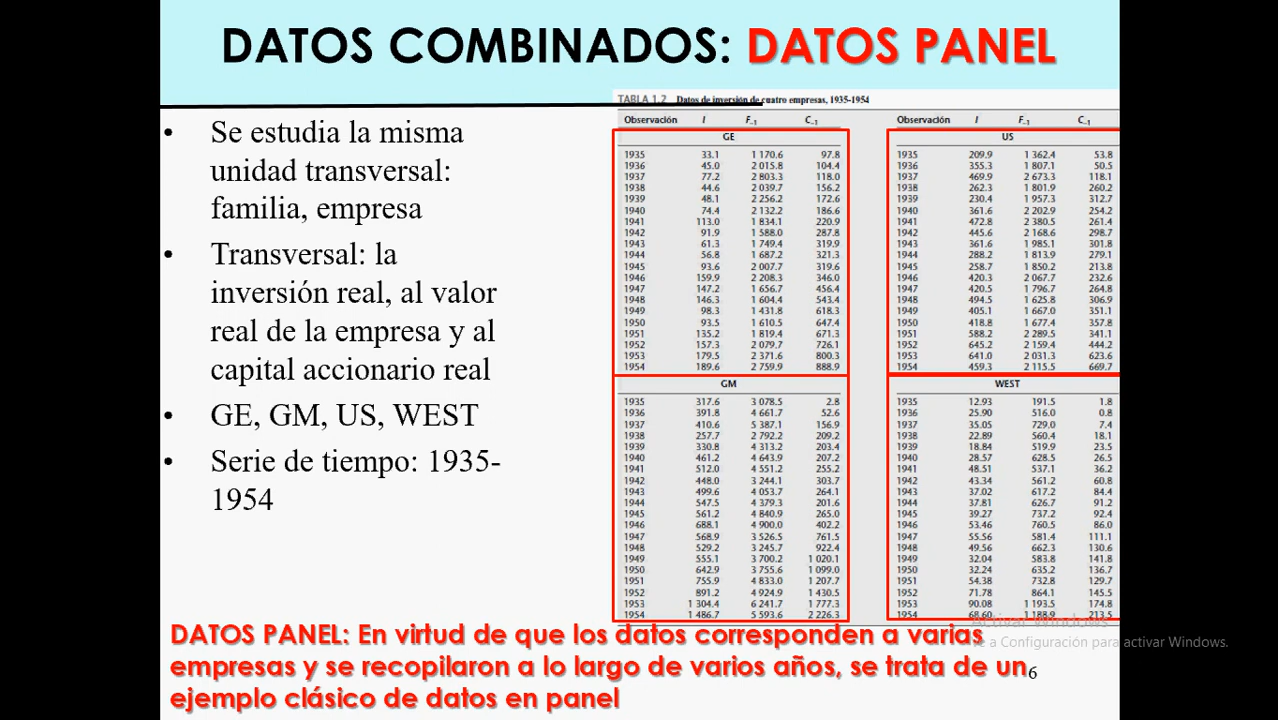 DATOS COMBINADOS: DATOS PANEL
• Se estudia la misma
unidad transversal:
familia, empresa
• Transversal: la
inversión real, al valor
real de la empresa y al
capital accionario real
• GE, GM, US, WEST
• Serie de tiempo: 1935-
1954
TABLA 1.2 Datos de inversión de cuatro empresas, 1935-1954
Observación I F₋₁ C₋₁
GE
1935 33.1 1 170.6 97.8
1936 45.0 2 015.8 104.4
1937 77.2 2 803.3 118.0
1938 44.6 2 039.7 156.2
1939 48.1 2 256.2 172.6
1940 74.4 2 132.2 186.6
1941 113.0 1 834.1 220.9
1942 91.9 1 588.0 287.8
1943 61.3 1 749.4 319.9
1944 56.8 1 687.2 321.3
1945 93.6 2 007.7 319.6
1946 159.9 2 208.3 346.0
1947 147.2 1 656.7 456.4
1948 146.3 1 604.4 543.4
1949 98.3 1 431.8 618.3
1950 93.5 1 610.5 647.4
1951 135.2 1 819.4 671.3
1952 157.3 2 079.7 726.1
1953 179.5 2 371.6 800.3
1954 189.6 2 759.9 888.9
GM
1935 317.6 3 078.5 2.8
1936 391.8 4 661.7 52.6
1937 410.6 5 387.1 156.9
1938 257.7 2 792.2 209.2
1939 330.8 4 313.2 203.4
1940 461.2 4 643.9 207.2
1941 512.0 4 551.2 255.2
1942 448.0 3 244.1 303.7
1943 499.6 4 053.7 264.1
1944 547.5 4 379.3 201.6
1945 561.2 4 840.9 265.0
1946 688.1 4 900.0 402.2
1947 568.9 3 526.5 761.5
1948 529.2 3 245.7 922.4
1949 555.1 3 700.2 1 020.1
1950 642.9 3 755.6 1 099.0
1951 755.9 4 833.0 1 207.7
1952 891.2 4 924.9 1 430.5
1953 1 304.4 6 241.7 1 777.3
1954 1 486.7 5 593.6 2 226.3
Observación I F₋₁ C₋₁
US
1935 209.9 1 362.4 53.8
1936 355.3 1 807.1 50.5
1937 469.9 2 673.3 118.1
1938 262.3 1 801.9 260.2
1939 230.4 1 957.3 312.7
1940 361.6 2 202.9 254.2
1941 472.8 2 380.5 261.4
1942 445.6 2 168.6 298.7
1943 361.6 1 985.1 301.8
1944 288.2 1 813.9 279.1
1945 258.7 1 850.2 213.8
1946 420.3 2 067.7 232.6
1947 420.5 1 796.7 264.8
1948 494.5 1 625.8 306.9
1949 405.1 1 667.0 351.1
1950 418.8 1 677.4 357.8
1951 588.2 2 289.5 341.1
1952 645.2 2 159.4 444.2
1953 641.0 2 031.3 623.6
1954 459.3 2 115.5 669.7
WEST
1935 12.93 191.5 1.8
1936 25.90 516.0 0.8
1937 35.05 729.0 7.4
1938 22.89 560.4 18.1
1939 18.84 519.9 23.5
1940 28.57 628.5 26.5
1941 48.51 537.1 36.2
1942 43.34 561.2 60.8
1943 37.02 617.2 84.4
1944 37.81 626.7 91.2
1945 39.27 737.2 92.4
1946 53.46 760.5 86.0
1947 55.56 581.4 111.1
1948 49.56 662.3 130.6
1949 32.04 583.8 141.8
1950 32.24 635.2 136.7
1951 54.38 732.8 129.7
1952 71.78 864.1 145.5
1953 90.08 1 193.5 174.8
1954 68.60 1 188.9 213.5
DATOS PANEL: En virtud de que los datos corresponden a varias
empresas y se recopilaron a lo largo de varios años, se trata de un
ejemplo clásico de datos en panel
6
Activar Windows
a Configuración para activar Windows.